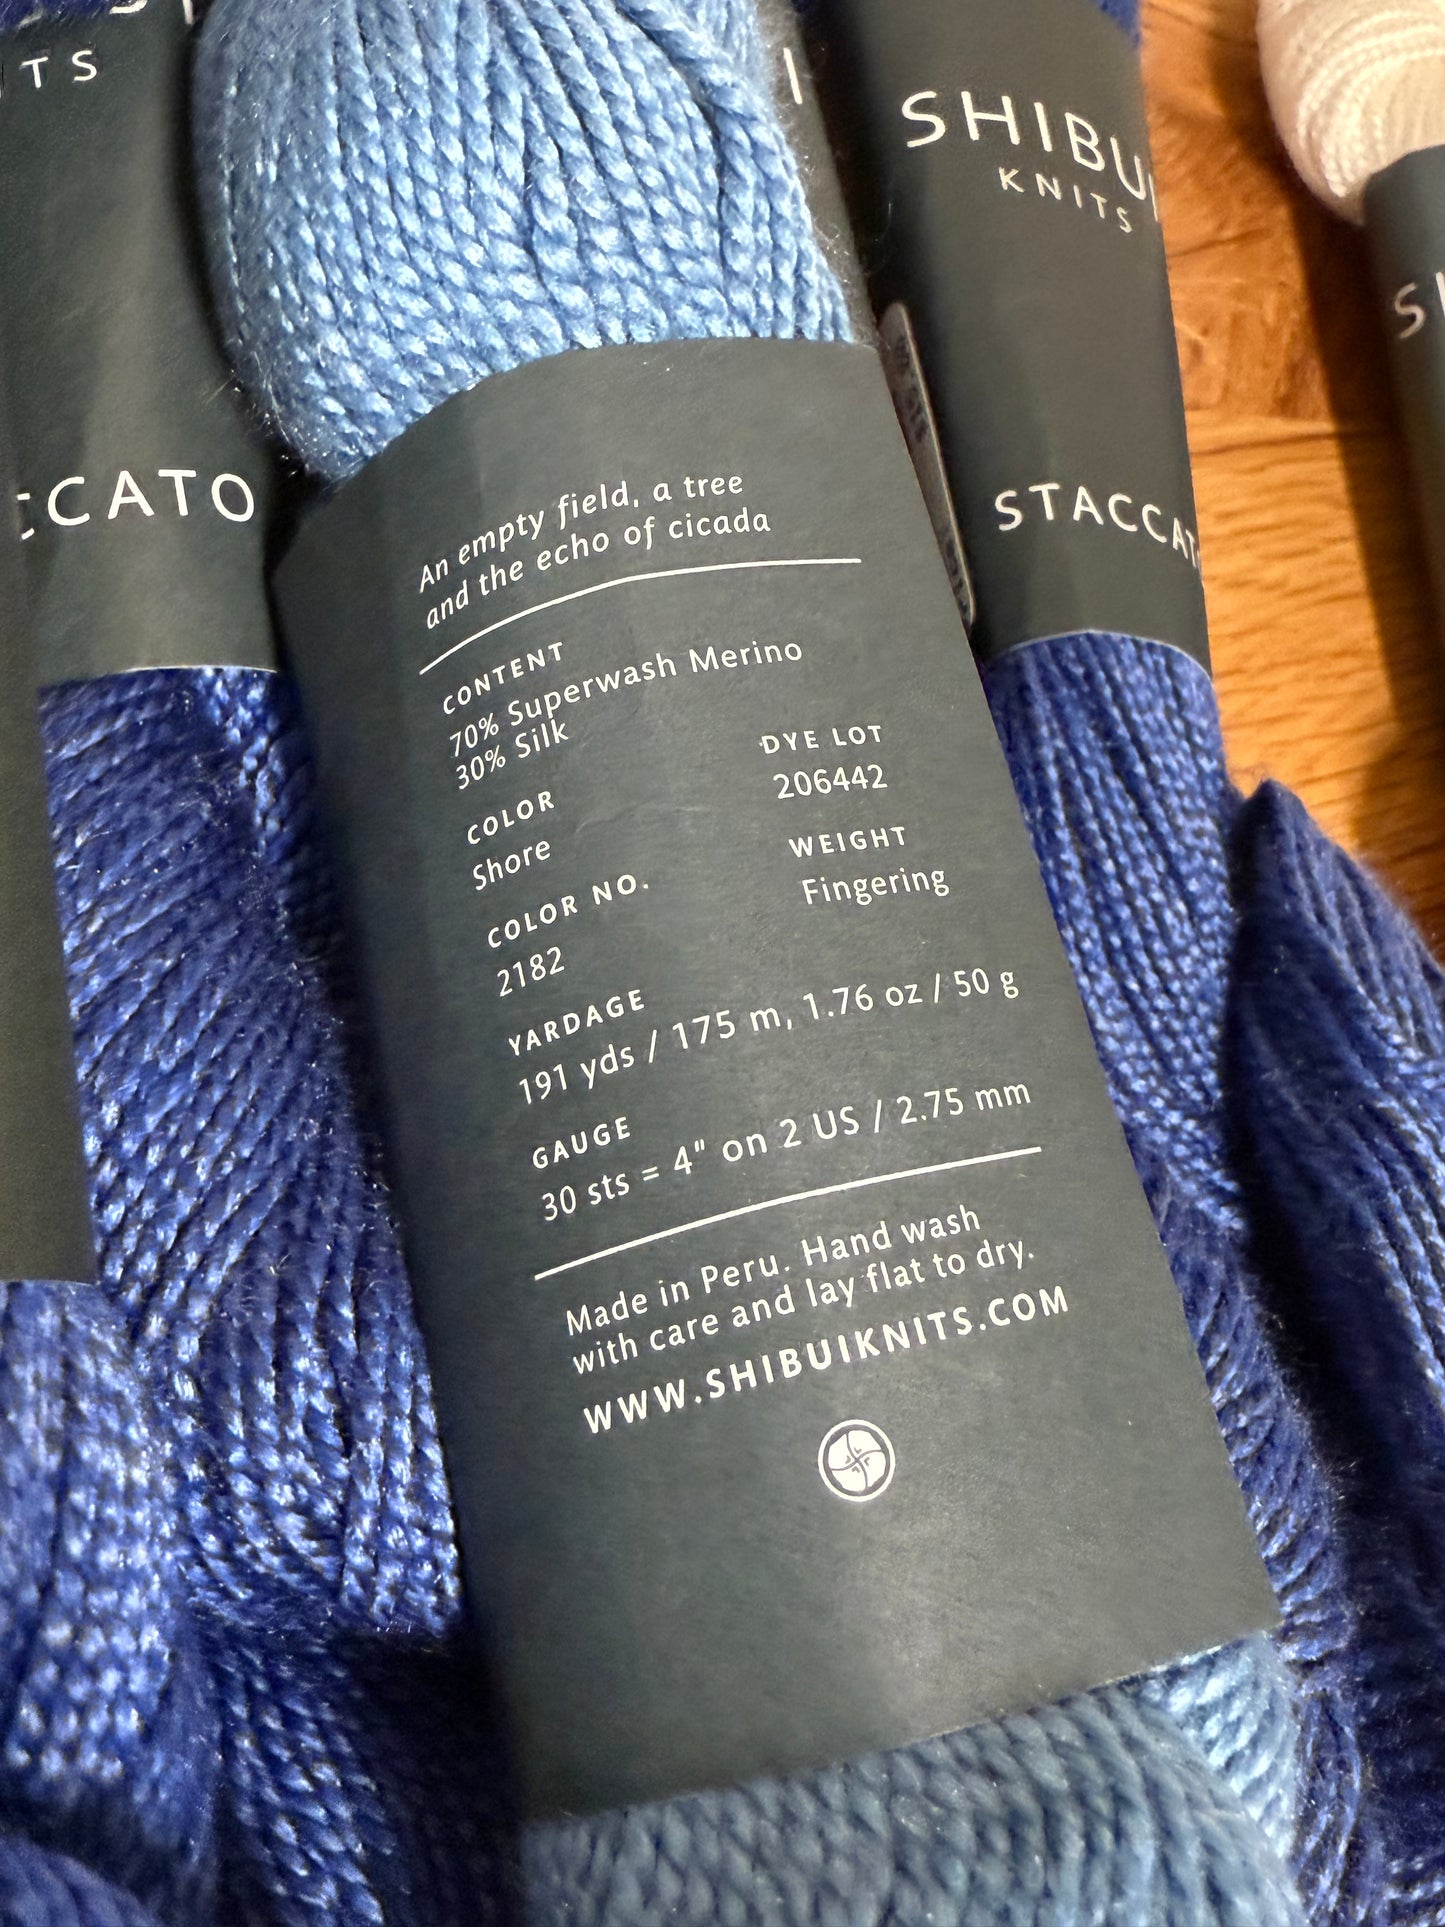 TS
CCATO
SHIBUI
KNITS
STACCAT
An empty field, a tree
and the echo of cicada
CONTENT
70% Superwash Merino
30% Silk
DYE LOT
206442
COLOR
Shore
WEIGHT
Fingering
COLOR NO.
2182
YARDAGE
191 yds / 175 m, 1.76 oz / 50 g
GAUGE
30 sts = 4" on 2 US / 2.75 mm
Made in Peru. Hand wash
with care and lay flat to dry.
WWW.SHIBUIKNITS.COM